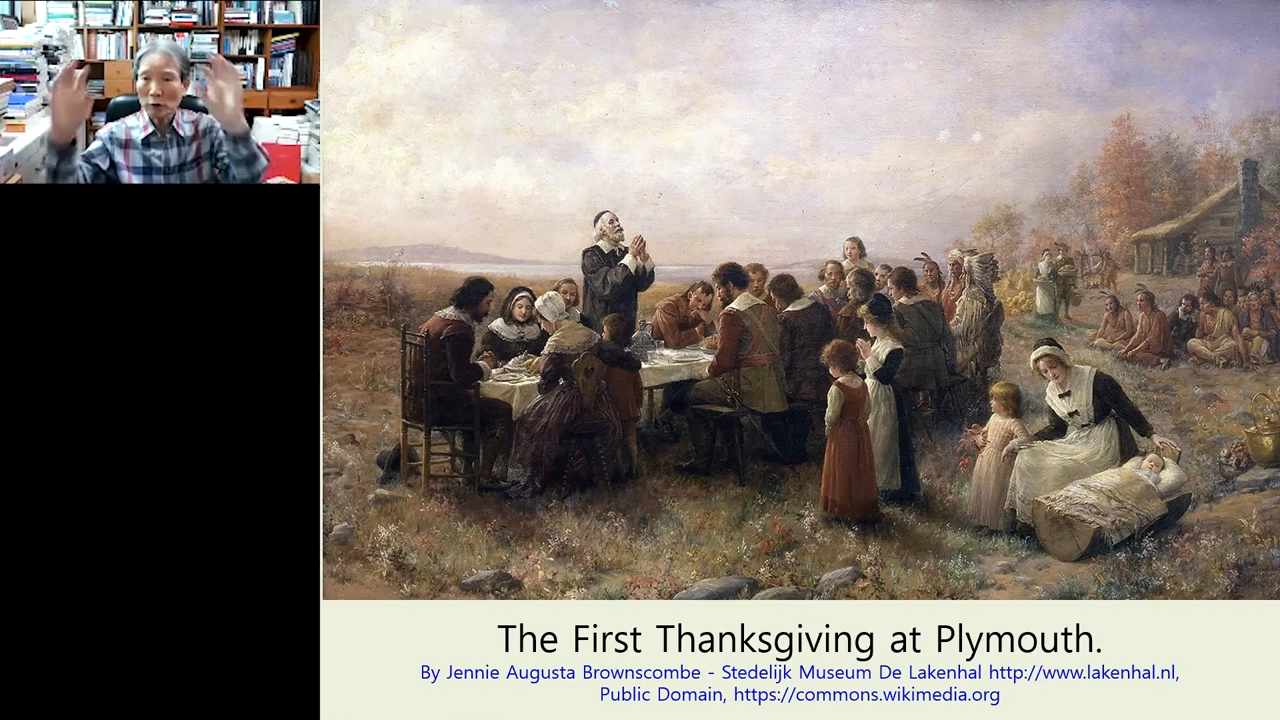 The First Thanksgiving at Plymouth.
By Jennie Augusta Brownscombe - Stedelijk Museum De Lakenhal http://www.lakenhal.nl,
Public Domain, https://commons.wikimedia.org